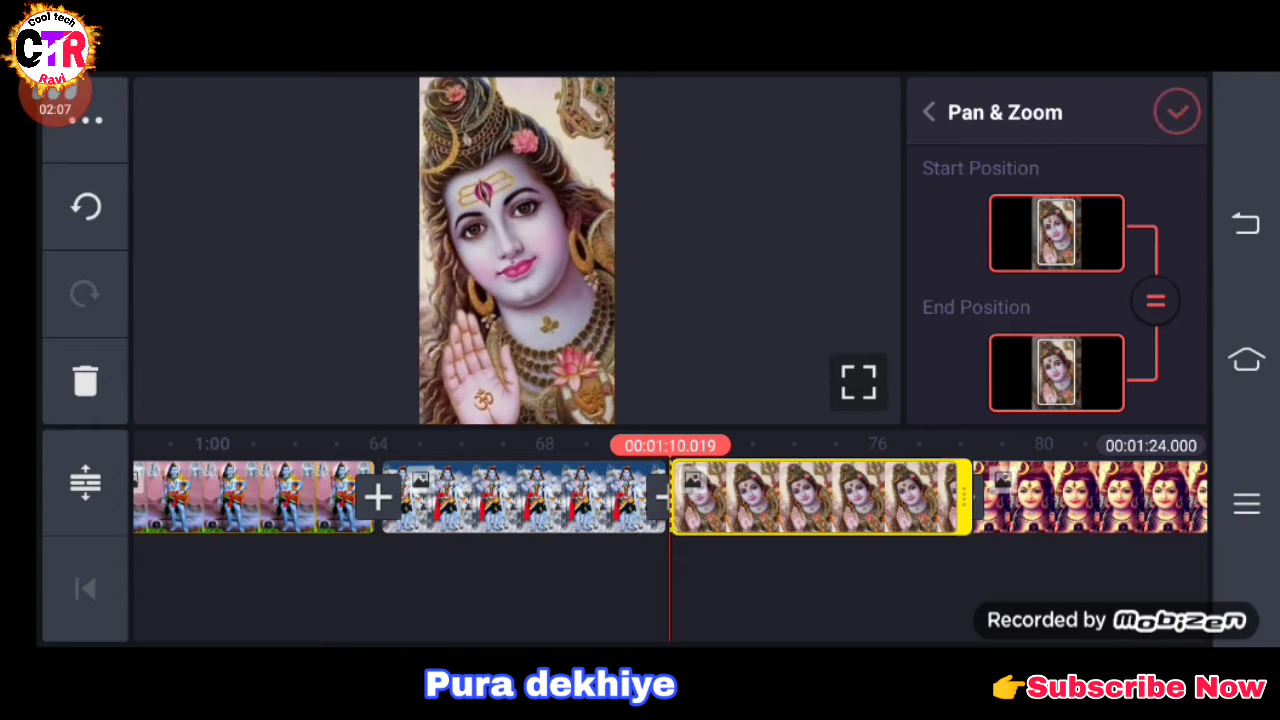 Cool tech
CTR
Ravi
02:07
Pan & Zoom
Start Position
End Position
1:00
64
68
00:01:10.019
76
80
00:01:24.000
ॐ
Recorded by mobizen
Pura dekhiye
👉Subscribe Now